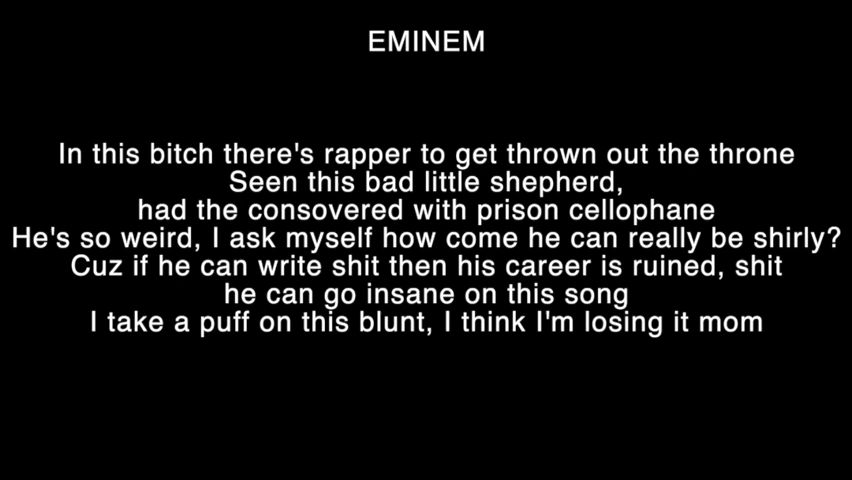 EMINEM
In this bitch there's rapper to get thrown out the throne
Seen this bad little shepherd,
had the consovered with prison cellophane
He's so weird, I ask myself how come he can really be shirly?
Cuz if he can write shit then his career is ruined, shit
he can go insane on this song
I take a puff on this blunt, I think I'm losing it mom